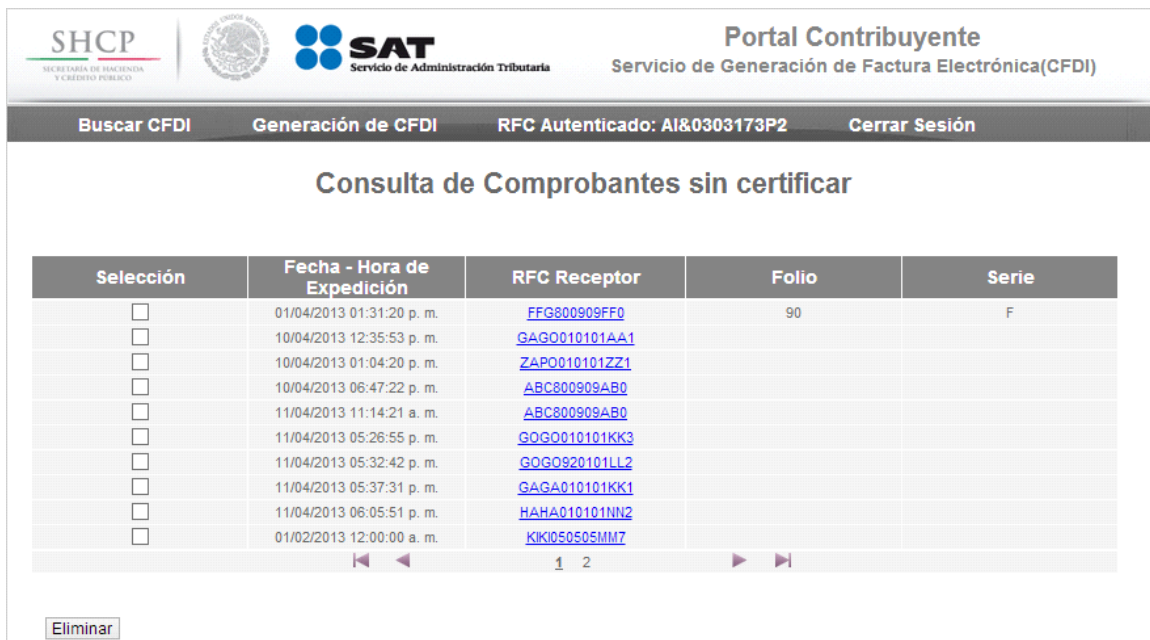 SHCP
SECRETARÍA DE HACIENDA
Y CRÉDITO PÚBLICO
ESTADOS UNIDOS MEXICANOS
SAT
Servicio de Administración Tributaria
Portal Contribuyente
Servicio de Generación de Factura Electrónica(CFDI)
Buscar CFDI Generación de CFDI RFC Autenticado: AI&0303173P2 Cerrar Sesión
Consulta de Comprobantes sin certificar
Selección Fecha - Hora de Expedición RFC Receptor Folio Serie
01/04/2013 01:31:20 p. m. FFG800909FF0 90 F
10/04/2013 12:35:53 p. m. GAGO010101AA1
10/04/2013 01:04:20 p. m. ZAPO010101ZZ1
10/04/2013 06:47:22 p. m. ABC800909AB0
11/04/2013 11:14:21 a. m. ABC800909AB0
11/04/2013 05:26:55 p. m. GOGO010101KK3
11/04/2013 05:32:42 p. m. GOGO920101LL2
11/04/2013 05:37:31 p. m. GAGA010101KK1
11/04/2013 06:05:51 p. m. HAHA010101NN2
01/02/2013 12:00:00 a. m. KIKI050505MM7
1 2
Eliminar